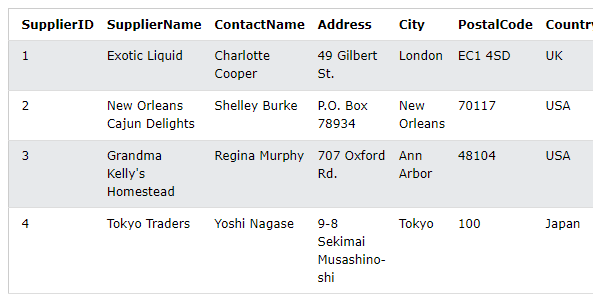 SupplierID SupplierName ContactName Address City PostalCode Country
1 Exotic Liquid Charlotte Cooper 49 Gilbert St. London EC1 4SD UK
2 New Orleans Cajun Delights Shelley Burke P.O. Box 78934 New Orleans 70117 USA
3 Grandma Kelly's Homestead Regina Murphy 707 Oxford Rd. Ann Arbor 48104 USA
4 Tokyo Traders Yoshi Nagase 9-8 Sekimai Musashino-shi Tokyo 100 Japan